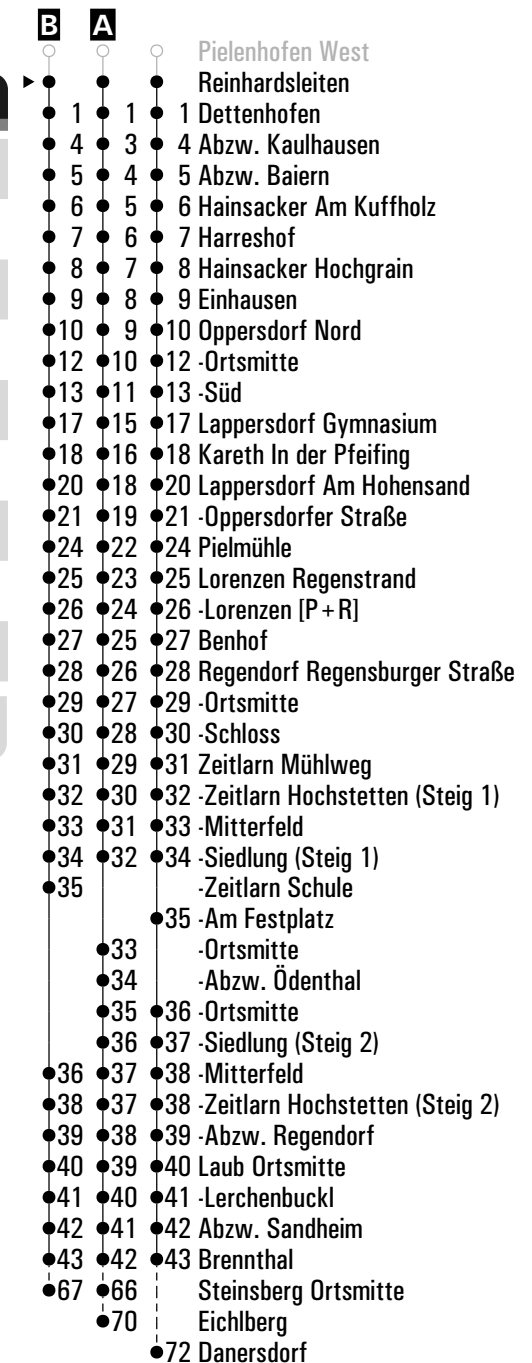 B A
Pielenhofen West
Reinhardsleiten
1 1 1 Dettenhofen
4 3 4 Abzw. Kaulhausen
5 4 5 Abzw. Baiern
6 5 6 Hainsacker Am Kuffholz
7 6 7 Harreshof
8 7 8 Hainsacker Hochgrain
9 8 9 Einhausen
10 9 10 Oppersdorf Nord
12 10 12 -Ortsmitte
13 11 13 -Süd
17 15 17 Lappersdorf Gymnasium
18 16 18 Kareth In der Pfeifing
20 18 20 Lappersdorf Am Hohensand
21 19 21 -Oppersdorfer Straße
24 22 24 Pielmühle
25 23 25 Lorenzen Regenstrand
26 24 26 -Lorenzen [P+R]
27 25 27 Benhof
28 26 28 Regendorf Regensburger Straße
29 27 29 -Ortsmitte
30 28 30 -Schloss
31 29 31 Zeitlarn Mühlweg
32 30 32 -Zeitlarn Hochstetten (Steig 1)
33 31 33 -Mitterfeld
34 32 34 -Siedlung (Steig 1)
35 -Zeitlarn Schule
35 -Am Festplatz
33 -Ortsmitte
34 -Abzw. Ödenthal
35 36 -Ortsmitte
36 37 -Siedlung (Steig 2)
36 37 38 -Mitterfeld
38 37 38 -Zeitlarn Hochstetten (Steig 2)
39 38 39 -Abzw. Regendorf
40 39 40 Laub Ortsmitte
41 40 41 -Lerchenbuckl
42 41 42 Abzw. Sandheim
43 42 43 Brennthal
67 66 Steinsberg Ortsmitte
70 Eichlberg
72 Danersdorf